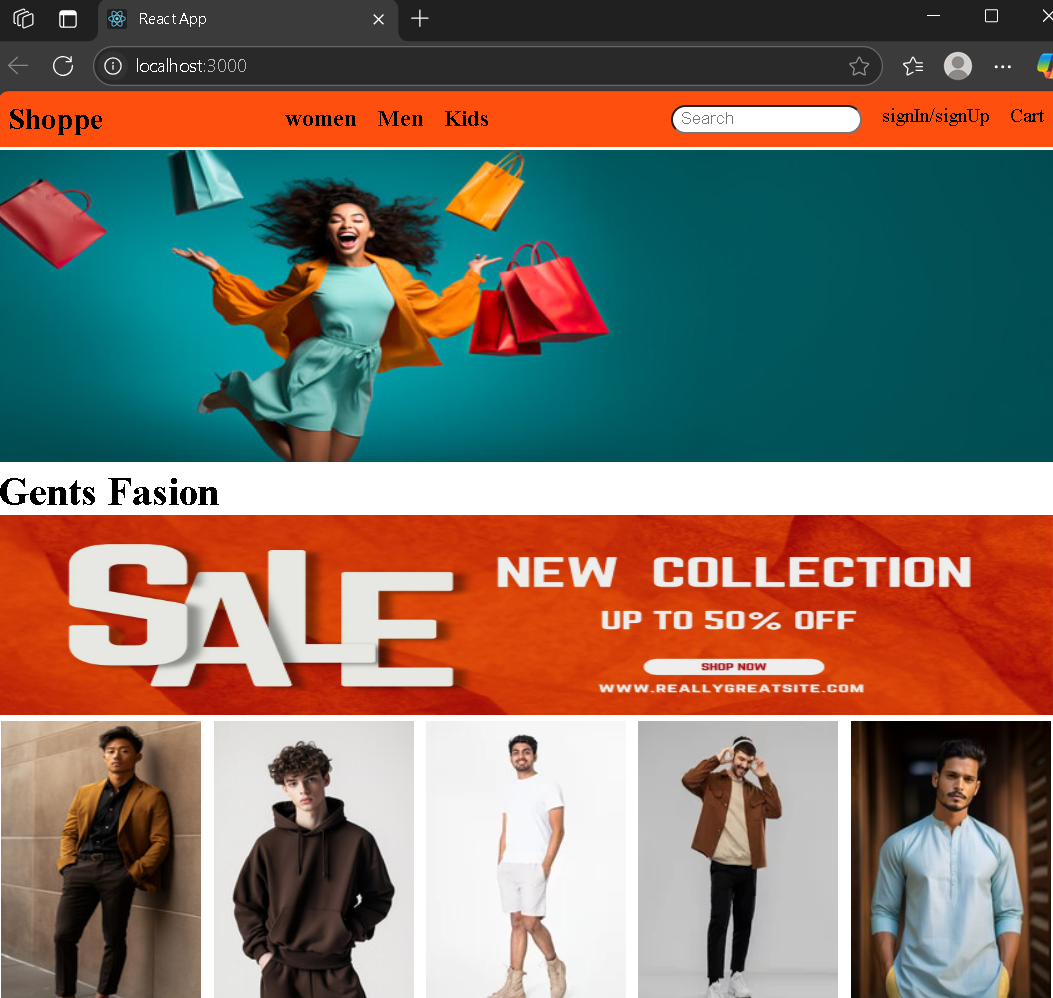 React App
localhost:3000
Shoppe women Men Kids Search signIn/signUp Cart
Gents Fasion
SALE
NEW COLLECTION
UP TO 50% OFF
SHOP NOW
WWW.REALLYGREATSITE.COM